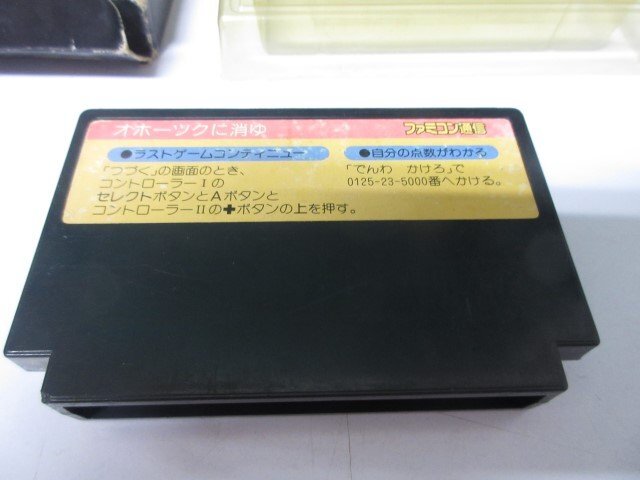 オホーツクに消ゆ
ファミコン通信
●ラストゲームコンティニュー
「つづく」の画面のとき、
コントローラーⅠの
セレクトボタンとAボタンと
コントローラーⅡの✚ボタンの上を押す。
●自分の点数がわかる
「でんわ かけろ」で
0125-23-5000番へかける。